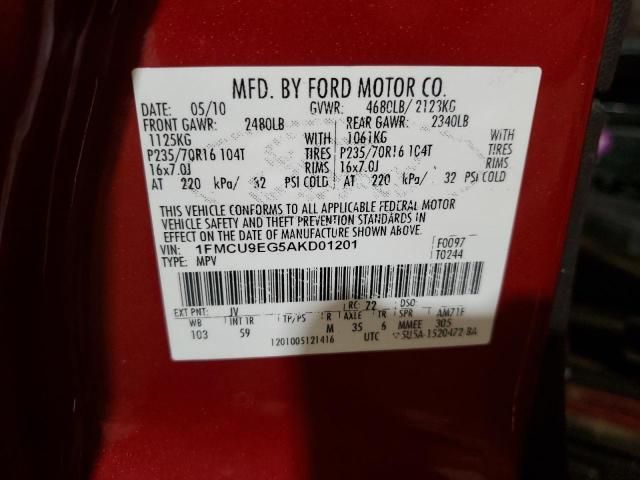 MFD. BY FORD MOTOR CO.
DATE: 05/10 GVWR: 4680LB/ 2123KG
FRONT GAWR: 2480LB REAR GAWR: 2340LB
1125KG WITH 1061KG WITH
P235/70R16 104T TIRES P235/70R16 104T TIRES
16x7.0J RIMS 16x7.0J RIMS
AT 220 kPa/ 32 PSI COLD AT 220 kPa/ 32 PSI COLD
THIS VEHICLE CONFORMS TO ALL APPLICABLE FEDERAL MOTOR
VEHICLE SAFETY AND THEFT PREVENTION STANDARDS IN
EFFECT ON THE DATE OF MANUFACTURE SHOWN ABOVE.
VIN: 1FMCU9EG5AKD01201 F0097
TYPE: MPV T0244
EXT PNT: JV RC: 72 DSO:
WB INT TR TP/PS R AXLE TR SPR AM71F
103 59 M 35 6 MMEE 305
1201005121416 UTC 5U5A-1520472-BA